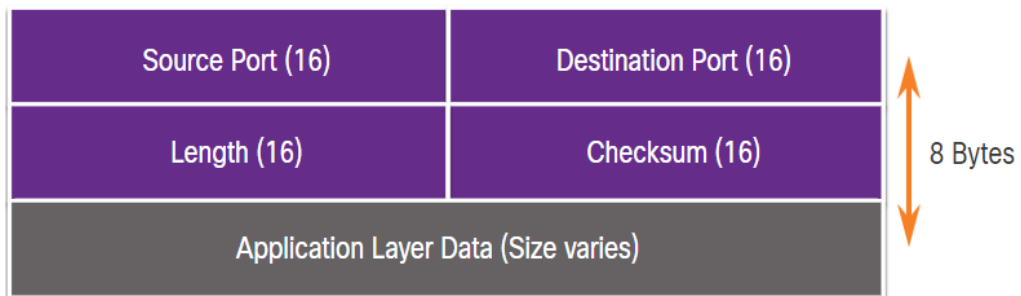 Source Port (16)
Destination Port (16)
Length (16)
Checksum (16)
8 Bytes
Application Layer Data (Size varies)